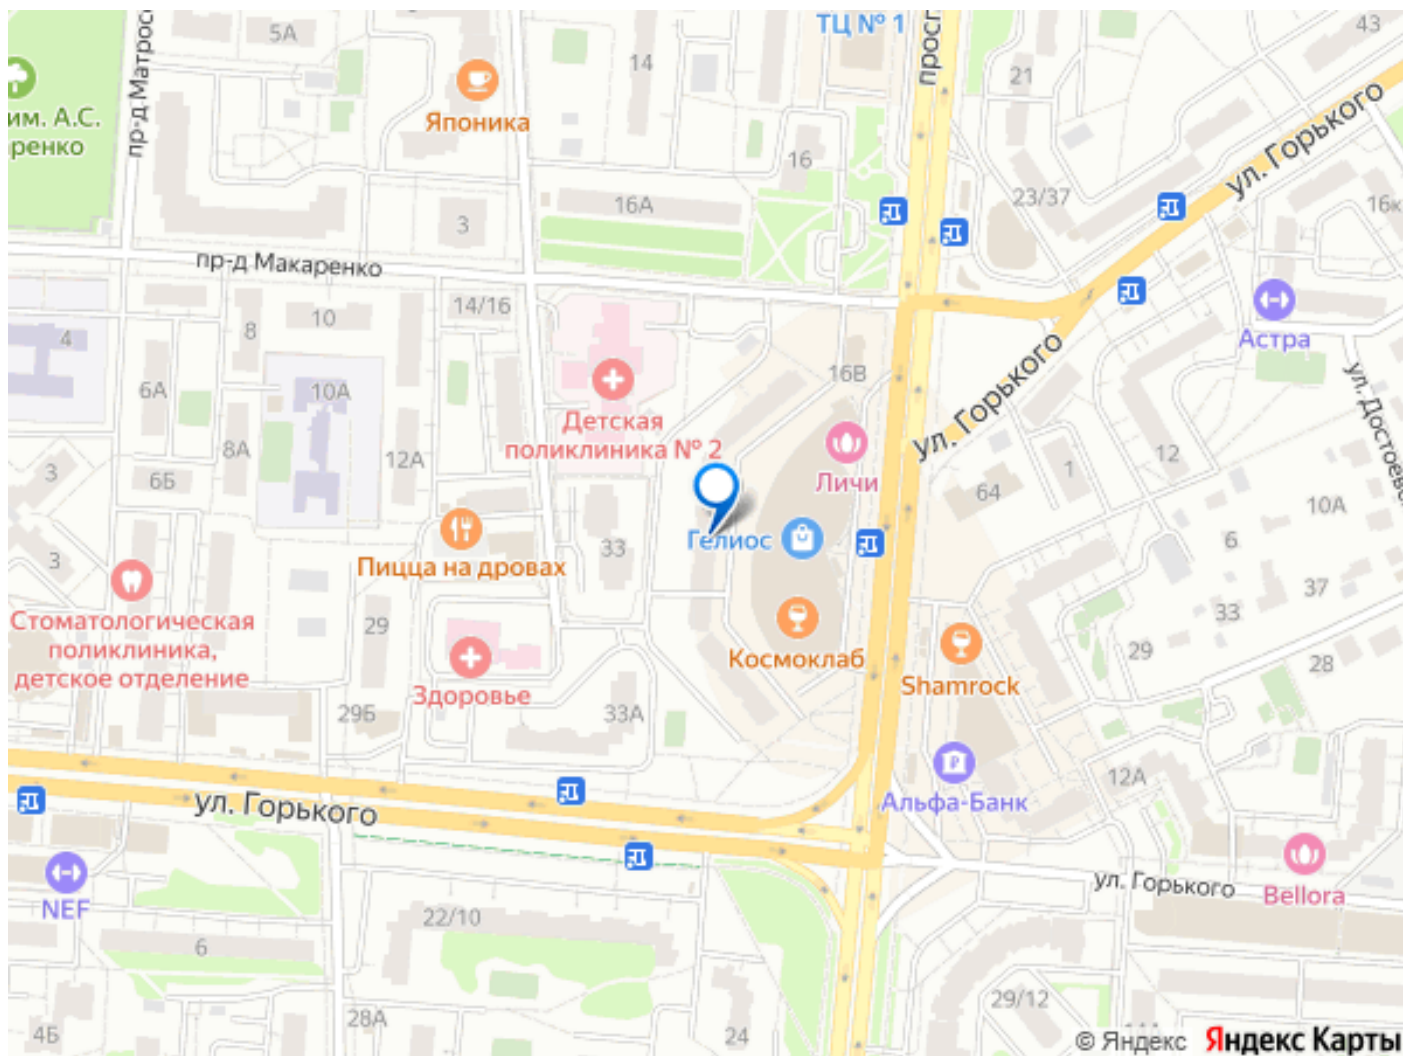 ТЦ № 1
5А
14
43
21
просп
пр-д Матрос
им. А.С.
ренко
Японика
ул. Горького
16
16А
23/37
16к
3
пр-д Макаренко
14/16
10
8
4
Астра
16В
6А
10А
Детская
поликлиника № 2
ул. Горького
ул. Достоевс
8А
12А
12
1
3
6Б
Личи
64
10А
Гелиос
33
6
3
Пицца на дровах
37
Стоматологическая
поликлиника,
детское отделение
33
29
Космоклаб
29
28
Здоровье
Shamrock
29Б
33А
12А
ул. Горького
Альфа-Банк
ул. Горького
NEF
Bellora
22/10
6
29/12
28А
24
4Б
© Яндекс Яндекс Карты